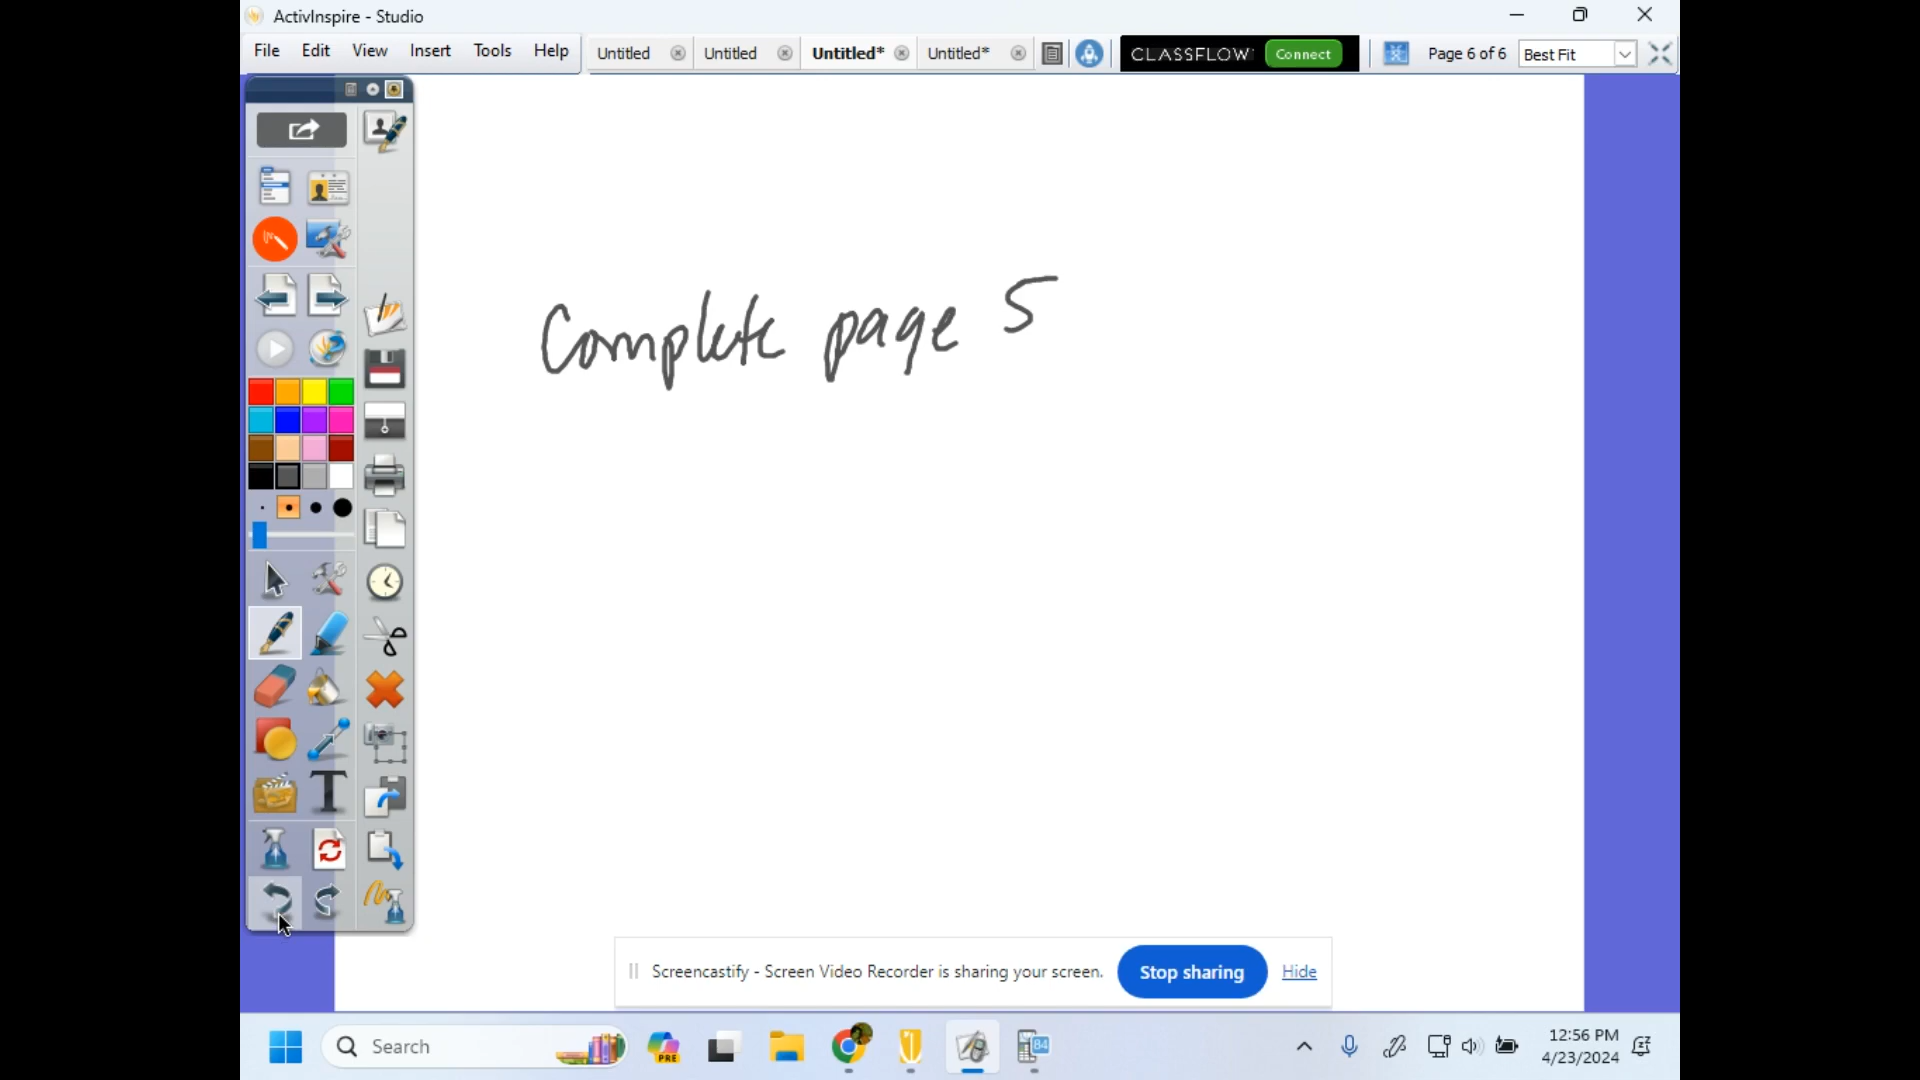 ActivInspire - Studio
File Edit View Insert Tools Help Untitled Untitled Untitled* Untitled* CLASSFLOW Connect Page 6 of 6 Best Fit
Complete page 5
T
Screencastify - Screen Video Recorder is sharing your screen. Stop sharing Hide
Search PRE 84 12:56 PM
4/23/2024